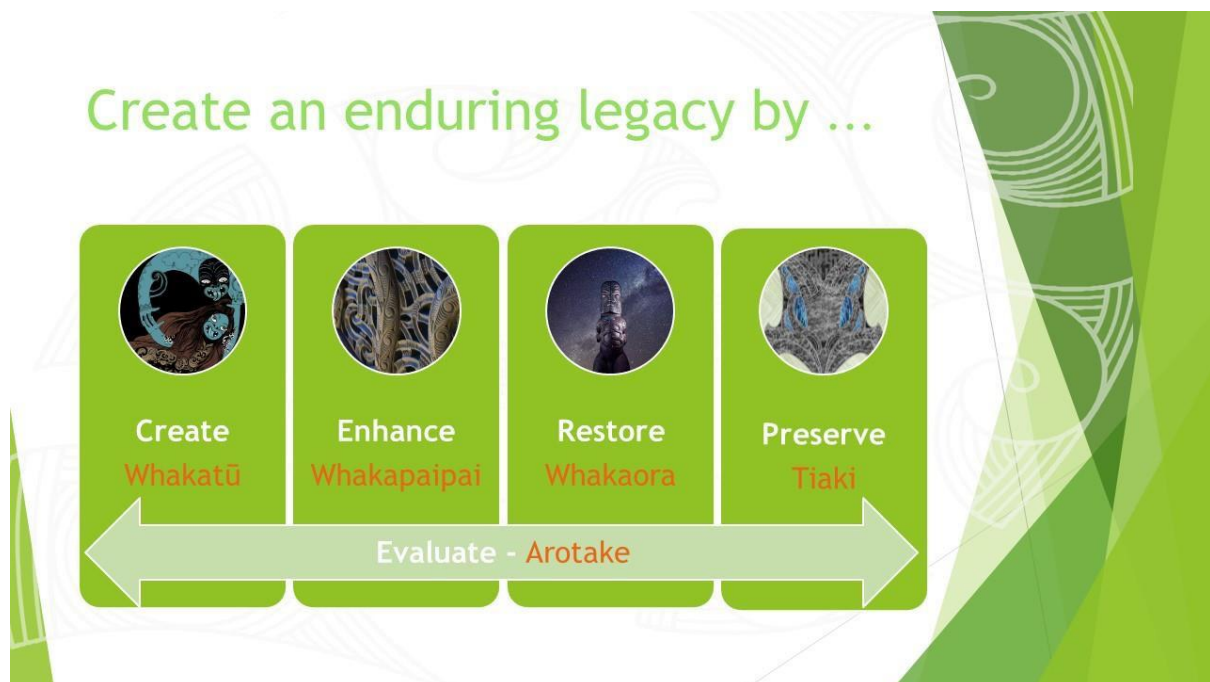 Create an enduring legacy by ...
Create
Whakatū
Enhance
Whakapaipai
Restore
Whakaora
Preserve
Tiaki
Evaluate - Arotake